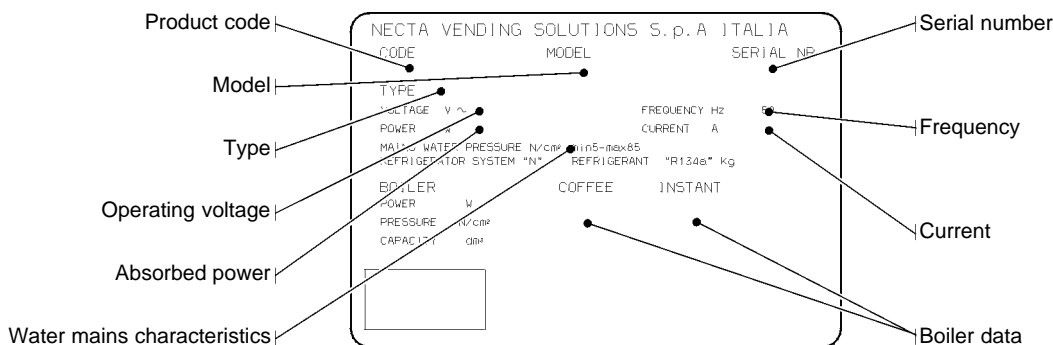 Product code
Model
Type
Operating voltage
Absorbed power
Water mains characteristics
NECTA VENDING SOLUTIONS S.p.A ITALIA
CODE MODEL SERIAL NR
TYPE
VOLTAGE V ~ FREQUENCY Hz 50
POWER W CURRENT A
MAINS WATER PRESSURE N/cm² min5-max85
REFRIGERATOR SYSTEM "N" REFRIGERANT "R134a" Kg
BOILER COFFEE INSTANT
POWER W
PRESSURE N/cm²
CAPACITY dm³
Serial number
Frequency
Current
Boiler data